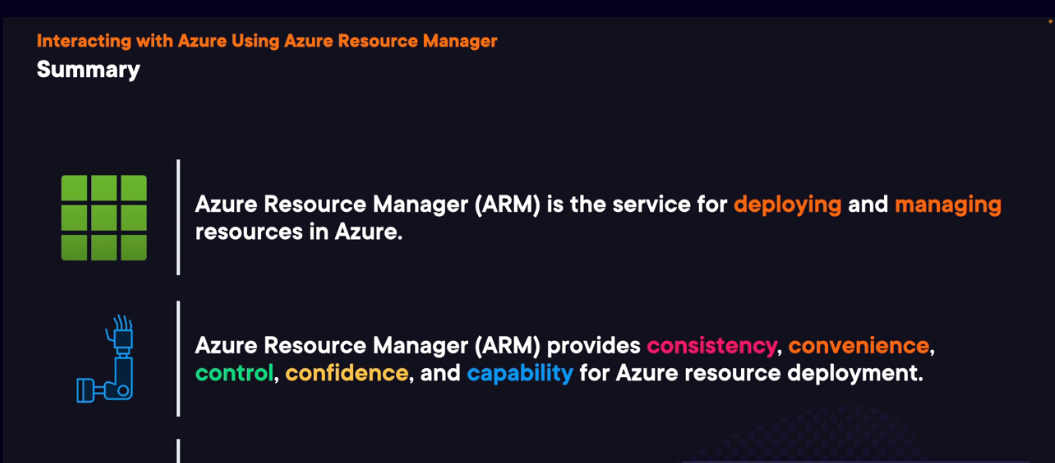 Interacting with Azure Using Azure Resource Manager
Summary
Azure Resource Manager (ARM) is the service for deploying and managing
resources in Azure.
Azure Resource Manager (ARM) provides consistency, convenience,
control, confidence, and capability for Azure resource deployment.